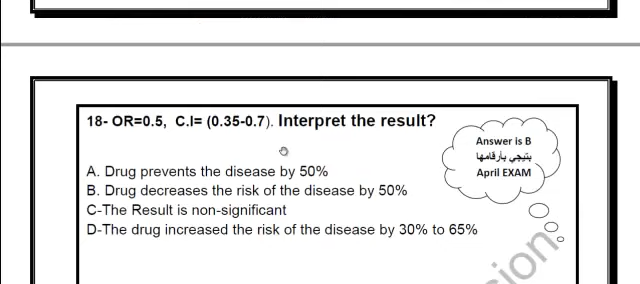 18- OR=0.5, C.I= (0.35-0.7). Interpret the result?
A. Drug prevents the disease by 50%
B. Drug decreases the risk of the disease by 50%
C-The Result is non-significant
D-The drug increased the risk of the disease by 30% to 65%
Answer is B
بتيجي بأرقامها
April EXAM
sion